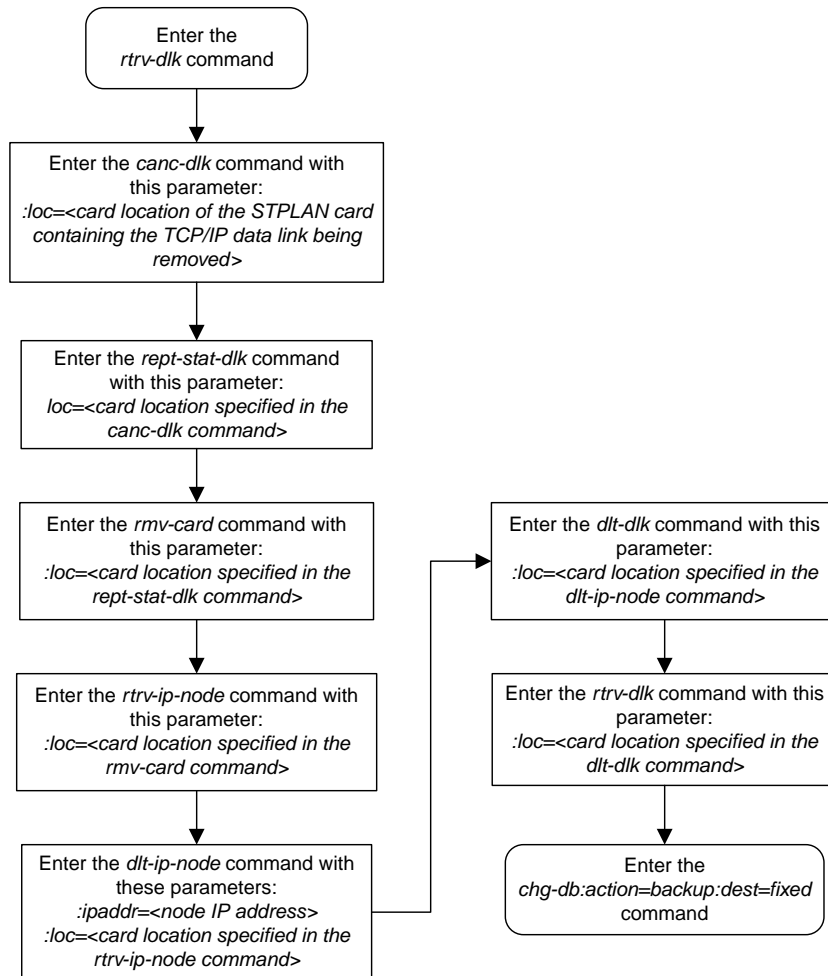 Enter the
rtrv-dlk command
Enter the canc-dlk command with
this parameter:
:loc=<card location of the STPLAN card
containing the TCP/IP data link being
removed>
Enter the rept-stat-dlk command
with this parameter:
loc=<card location specified in the
canc-dlk command>
Enter the rmv-card command with
this parameter:
:loc=<card location specified in the
rept-stat-dlk command>
Enter the rtrv-ip-node command with
this parameter:
:loc=<card location specified in the
rmv-card command>
Enter the dlt-ip-node command with
these parameters:
:ipaddr=<node IP address>
:loc=<card location specified in the
rtrv-ip-node command>
Enter the dlt-dlk command with this
parameter:
:loc=<card location specified in the
dlt-ip-node command>
Enter the rtrv-dlk command with this
parameter:
:loc=<card location specified in the
dlt-dlk command>
Enter the
chg-db:action=backup:dest=fixed
command